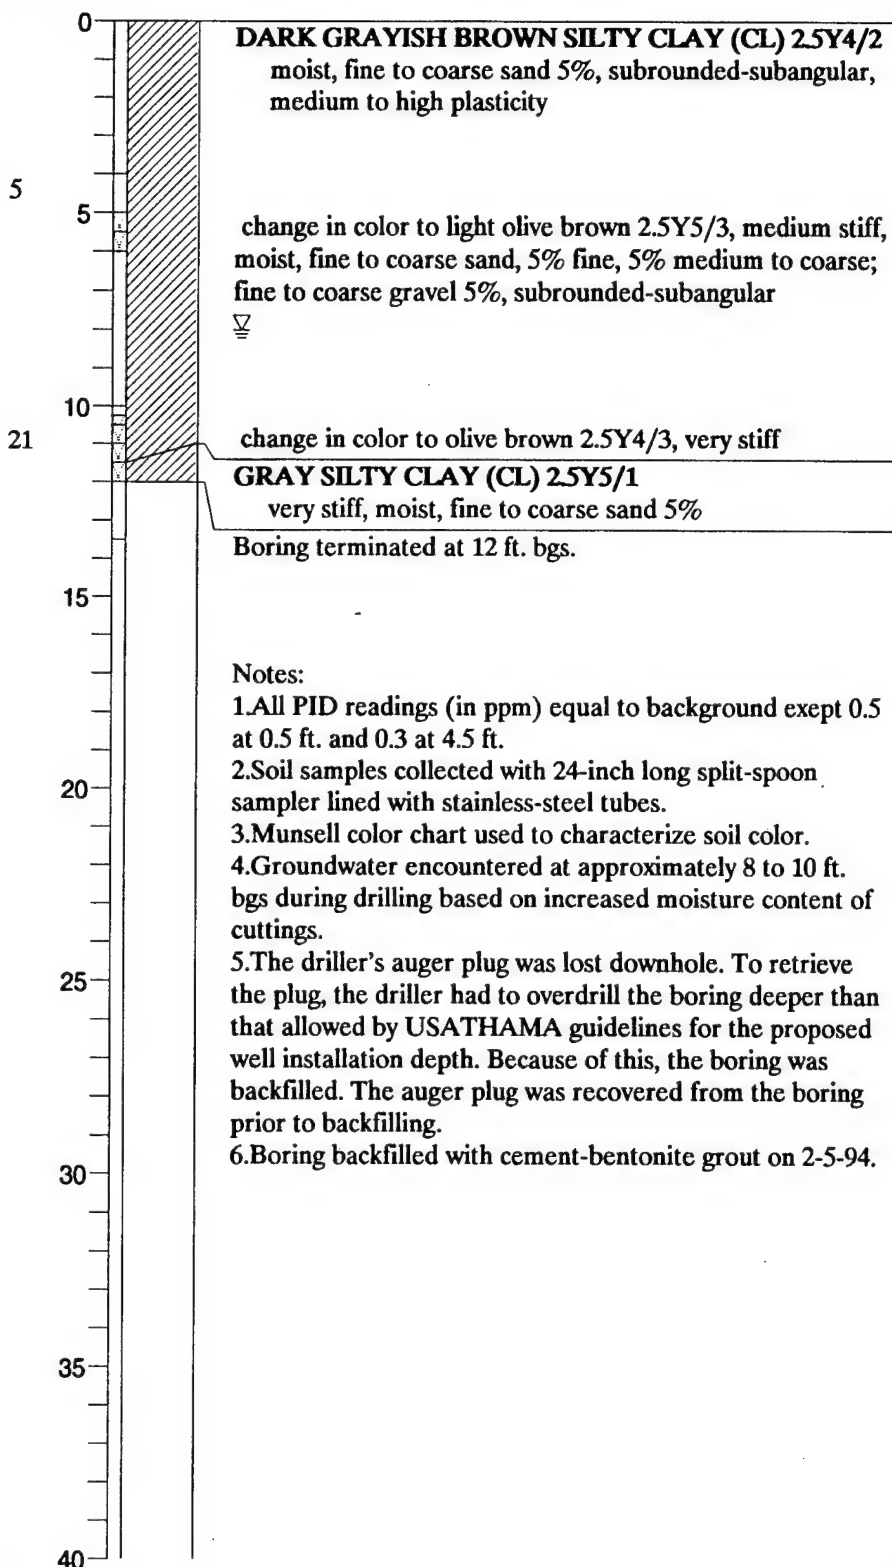 0
DARK GRAYISH BROWN SILTY CLAY (CL) 2.5Y4/2
moist, fine to coarse sand 5%, subrounded-subangular,
medium to high plasticity
5
5
change in color to light olive brown 2.5Y5/3, medium stiff,
moist, fine to coarse sand, 5% fine, 5% medium to coarse;
fine to coarse gravel 5%, subrounded-subangular
10
21
change in color to olive brown 2.5Y4/3, very stiff
GRAY SILTY CLAY (CL) 2.5Y5/1
very stiff, moist, fine to coarse sand 5%
Boring terminated at 12 ft. bgs.
15
Notes:
1.All PID readings (in ppm) equal to background exept 0.5
at 0.5 ft. and 0.3 at 4.5 ft.
2.Soil samples collected with 24-inch long split-spoon
20
sampler lined with stainless-steel tubes.
3.Munsell color chart used to characterize soil color.
4.Groundwater encountered at approximately 8 to 10 ft.
bgs during drilling based on increased moisture content of
cuttings.
5.The driller's auger plug was lost downhole. To retrieve
25
the plug, the driller had to overdrill the boring deeper than
that allowed by USATHAMA guidelines for the proposed
well installation depth. Because of this, the boring was
backfilled. The auger plug was recovered from the boring
prior to backfilling.
6.Boring backfilled with cement-bentonite grout on 2-5-94.
30
35
40